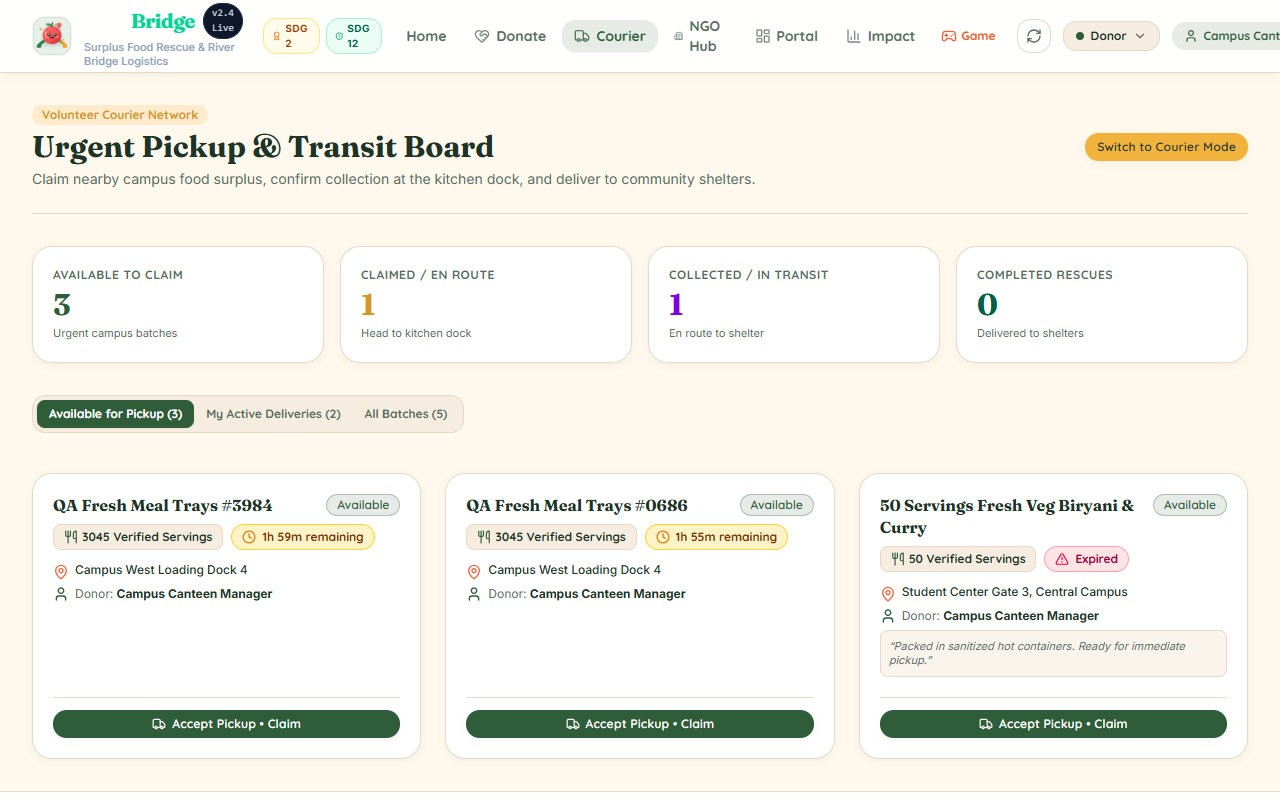 Bridge
v2.4
Live
Surplus Food Rescue & River
Bridge Logistics
SDG
2
SDG
12
Home
Donate
Courier
NGO
Hub
Portal
Impact
Game
Donor
Campus Cant
Volunteer Courier Network
Urgent Pickup & Transit Board
Claim nearby campus food surplus, confirm collection at the kitchen dock, and deliver to community shelters.
Switch to Courier Mode
AVAILABLE TO CLAIM
3
Urgent campus batches
CLAIMED / EN ROUTE
1
Head to kitchen dock
COLLECTED / IN TRANSIT
1
En route to shelter
COMPLETED RESCUES
0
Delivered to shelters
Available for Pickup (3)
My Active Deliveries (2)
All Batches (5)
QA Fresh Meal Trays #3984
Available
3045 Verified Servings
1h 59m remaining
Campus West Loading Dock 4
Donor: Campus Canteen Manager
Accept Pickup • Claim
QA Fresh Meal Trays #0686
Available
3045 Verified Servings
1h 55m remaining
Campus West Loading Dock 4
Donor: Campus Canteen Manager
Accept Pickup • Claim
50 Servings Fresh Veg Biryani &
Curry
Available
50 Verified Servings
Expired
Student Center Gate 3, Central Campus
Donor: Campus Canteen Manager
"Packed in sanitized hot containers. Ready for immediate
pickup."
Accept Pickup • Claim